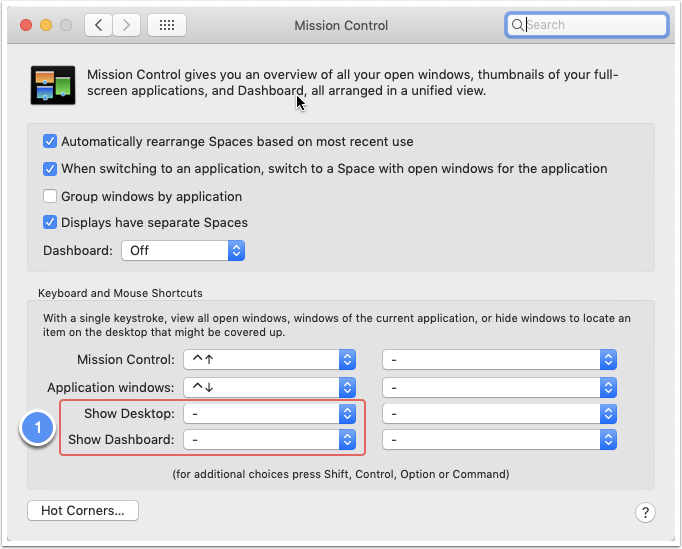 Mission Control
Search
Mission Control gives you an overview of all your open windows, thumbnails of your full-
screen applications, and Dashboard, all arranged in a unified view.
Automatically rearrange Spaces based on most recent use
When switching to an application, switch to a Space with open windows for the application
Group windows by application
Displays have separate Spaces
Dashboard: Off
Keyboard and Mouse Shortcuts
With a single keystroke, view all open windows, windows of the current application, or hide windows to locate an
item on the desktop that might be covered up.
Mission Control: ^↑ -
Application windows: ^↓ -
1
Show Desktop: - -
Show Dashboard: - -
(for additional choices press Shift, Control, Option or Command)
Hot Corners... ?